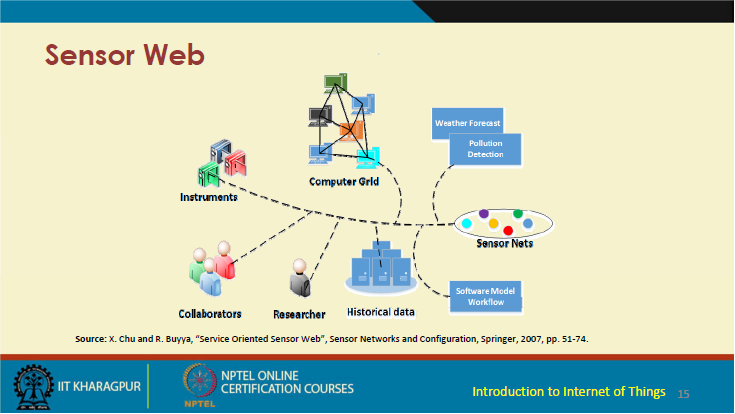 Sensor Web
Weather Forecast
Pollution
Detection
Computer Grid
Instruments
Sensor Nets
Collaborators
Researcher
Historical data
Software Model
Workflow
Source: X. Chu and R. Buyya, “Service Oriented Sensor Web”, Sensor Networks and Configuration, Springer, 2007, pp. 51-74.
IIT KHARAGPUR
NPTEL
NPTEL ONLINE
CERTIFICATION COURSES
Introduction to Internet of Things
15